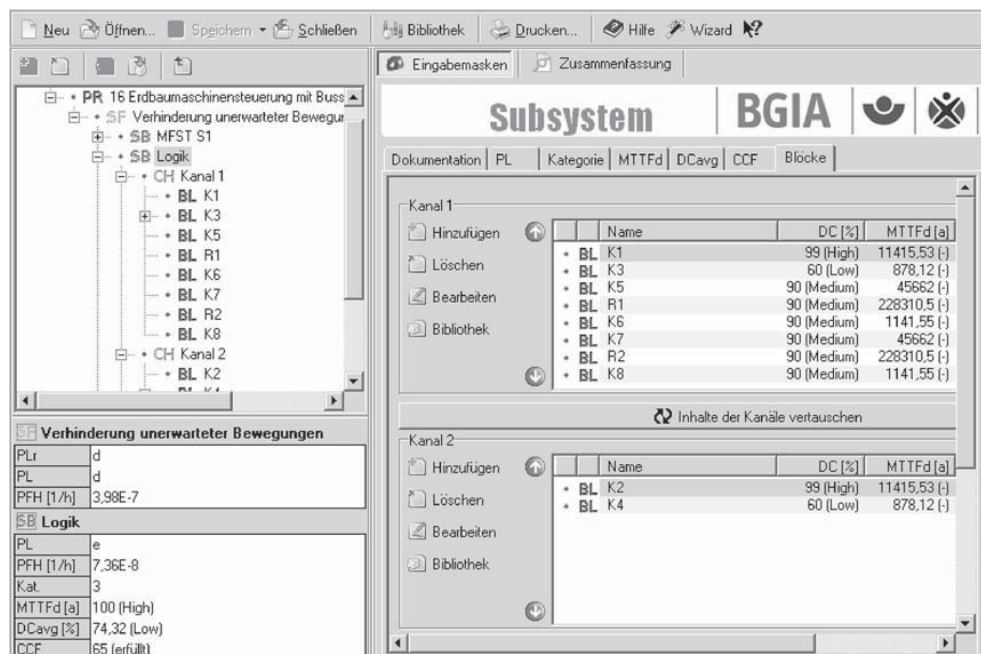 Neu Öffnen... Speichern Schließen Bibliothek Drucken... Hilfe Wizard
Eingabemasken Zusammenfassung
PR 16 Erdbaumaschinensteuerung mit Buss
SF Verhinderung unerwarteter Bewegur
SB MFST S1
SB Logik
CH Kanal 1
BL K1
BL K3
BL K5
BL R1
BL K6
BL K7
BL R2
BL K8
CH Kanal 2
BL K2
SF Verhinderung unerwarteter Bewegungen
PLr d
PL d
PFH [1/h] 3,98E-7
SB Logik
PL e
PFH [1/h] 7,36E-8
Kat. 3
MTTFd [a] 100 (High)
DCavg [%] 74,32 (Low)
CCF 65 (erfüllt)
Subsystem BGIA
Dokumentation PL Kategorie MTTFd DCavg CCF Blöcke
Kanal 1
Hinzufügen
Löschen
Bearbeiten
Bibliothek
Name DC [%] MTTFd [a]
BL K1 99 (High) 11415,53 (-)
BL K3 60 (Low) 878,12 (-)
BL K5 90 (Medium) 45662 (-)
BL R1 90 (Medium) 228310,5 (-)
BL K6 90 (Medium) 1141,55 (-)
BL K7 90 (Medium) 45662 (-)
BL R2 90 (Medium) 228310,5 (-)
BL K8 90 (Medium) 1141,55 (-)
Inhalte der Kanäle vertauschen
Kanal 2
Hinzufügen
Löschen
Bearbeiten
Bibliothek
Name DC [%] MTTFd [a]
BL K2 99 (High) 11415,53 (-)
BL K4 60 (Low) 878,12 (-)